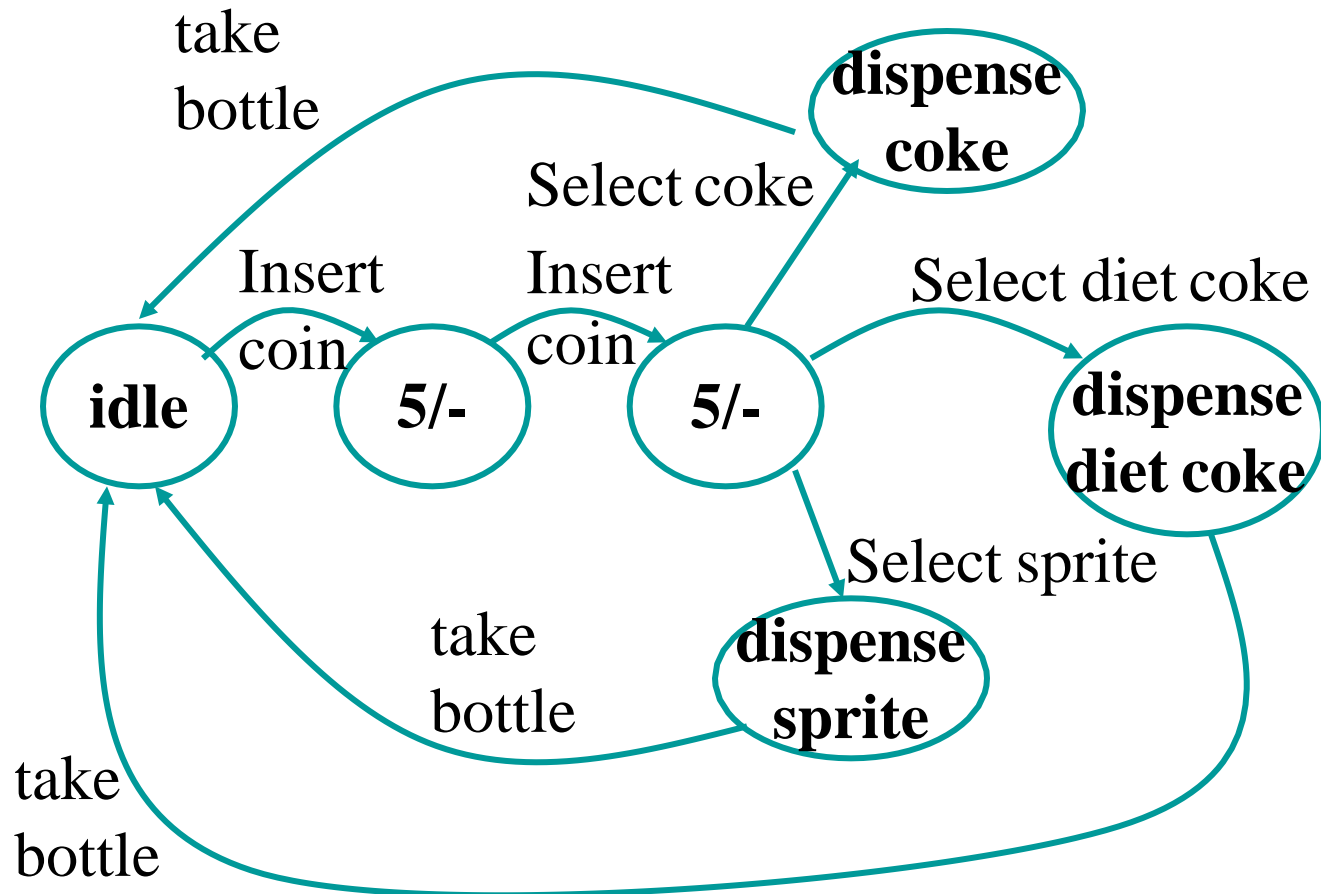 take
bottle
dispense
coke
Select coke
Insert
coin
Insert
coin
Select diet coke
idle
5/-
5/-
dispense
diet coke
Select sprite
take
bottle
dispense
sprite
take
bottle